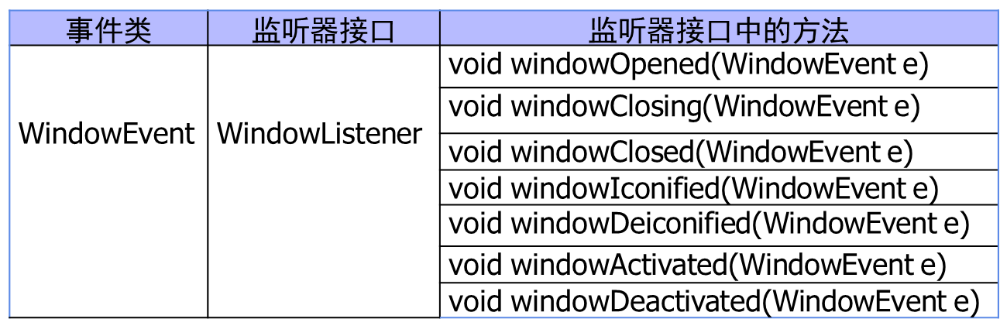 事件类 监听器接口 监听器接口中的方法
void windowOpened(WindowEvent e)
void windowClosing(WindowEvent e)
WindowEvent WindowListener
void windowClosed(WindowEvent e)
void windowIconified(WindowEvent e)
void windowDeiconified(WindowEvent e)
void windowActivated(WindowEvent e)
void windowDeactivated(WindowEvent e)